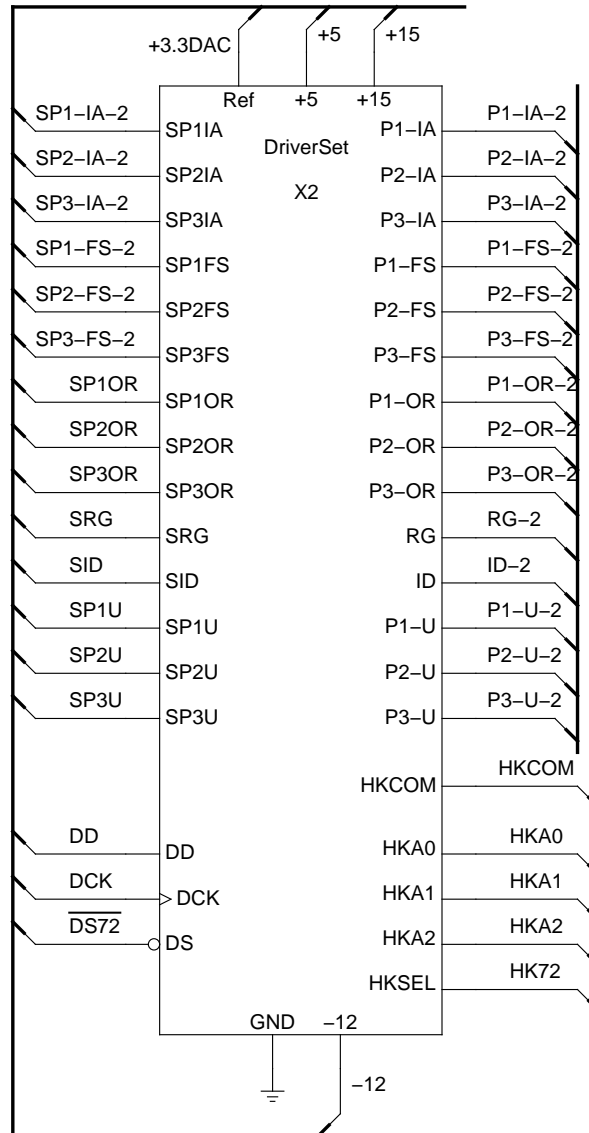 +3.3DAC +5 +15
Ref +5 +15
DriverSet
X2
SP1−IA−2 SP1IA P1−IA P1−IA−2
SP2−IA−2 SP2IA P2−IA P2−IA−2
SP3−IA−2 SP3IA P3−IA P3−IA−2
SP1−FS−2 SP1FS P1−FS P1−FS−2
SP2−FS−2 SP2FS P2−FS P2−FS−2
SP3−FS−2 SP3FS P3−FS P3−FS−2
SP1OR SP1OR P1−OR P1−OR−2
SP2OR SP2OR P2−OR P2−OR−2
SP3OR SP3OR P3−OR P3−OR−2
SRG SRG RG RG−2
SID SID ID ID−2
SP1U SP1U P1−U P1−U−2
SP2U SP2U P2−U P2−U−2
SP3U SP3U P3−U P3−U−2
HKCOM HKCOM
DD DD HKA0 HKA0
DCK DCK HKA1 HKA1
DS72 DS HKA2 HKA2
HKSEL HK72
GND −12
−12